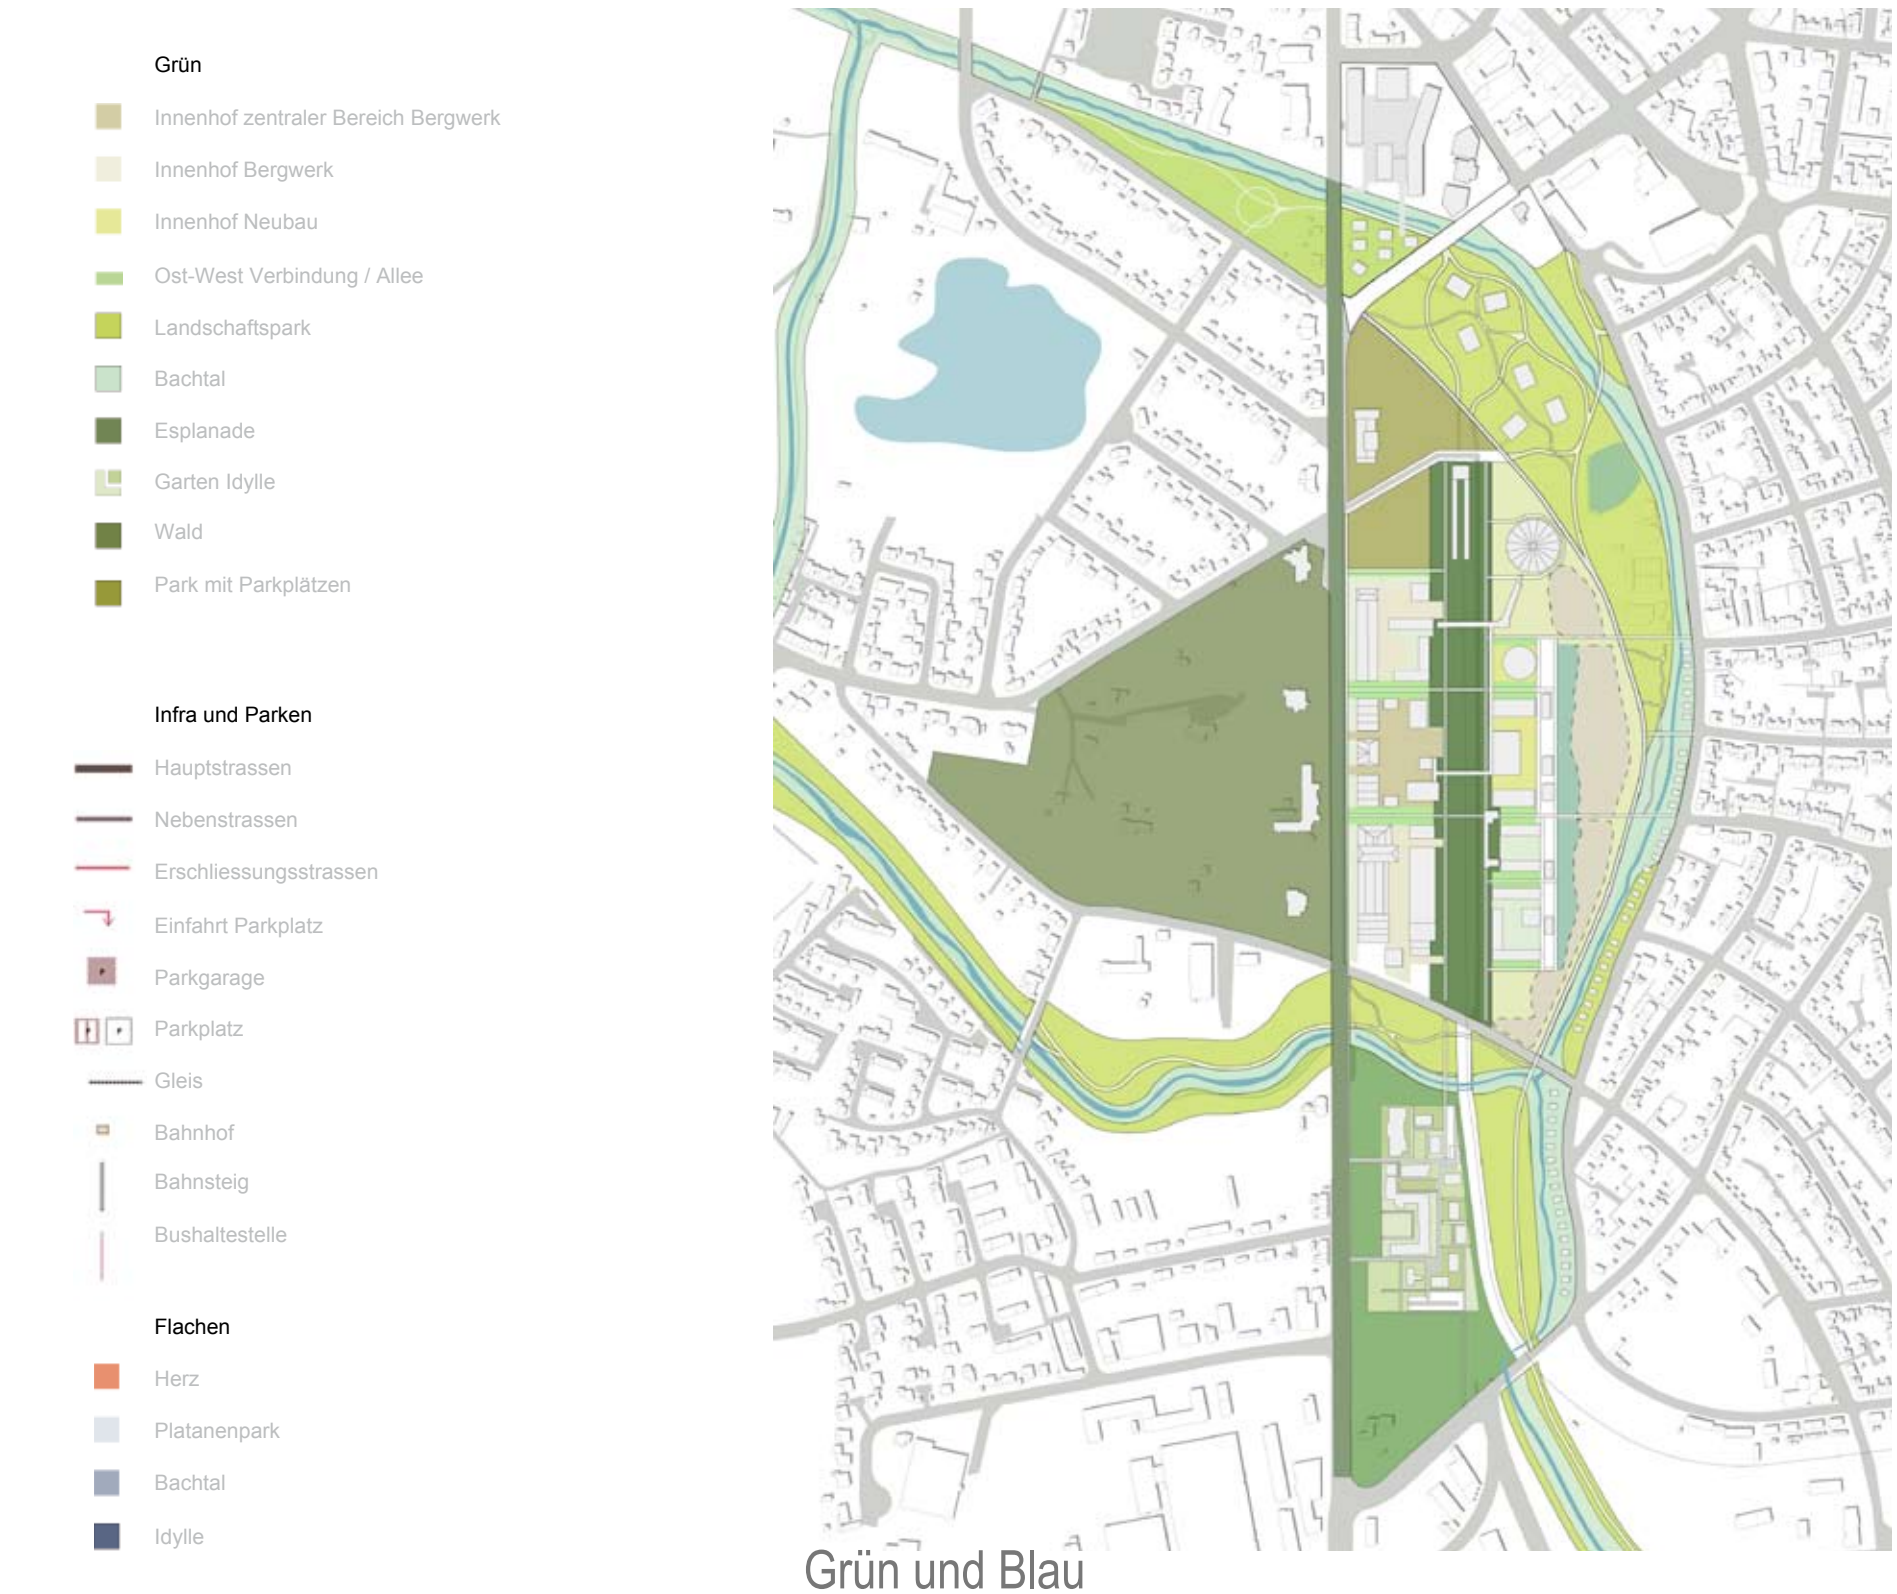 Grün
Innenhof zentraler Bereich Bergwerk
Innenhof Bergwerk
Innenhof Neubau
Ost-West Verbindung / Allee
Landschaftspark
Bachtal
Esplanade
Garten Idylle
Wald
Park mit Parkplätzen
Infra und Parken
Hauptstrassen
Nebenstrassen
Erschliessungsstrassen
Einfahrt Parkplatz
P Parkgarage
P P Parkplatz
Gleis
Bahnhof
Bahnsteig
Bushaltestelle
Flachen
Herz
Platanenpark
Bachtal
Idylle
Grün und Blau